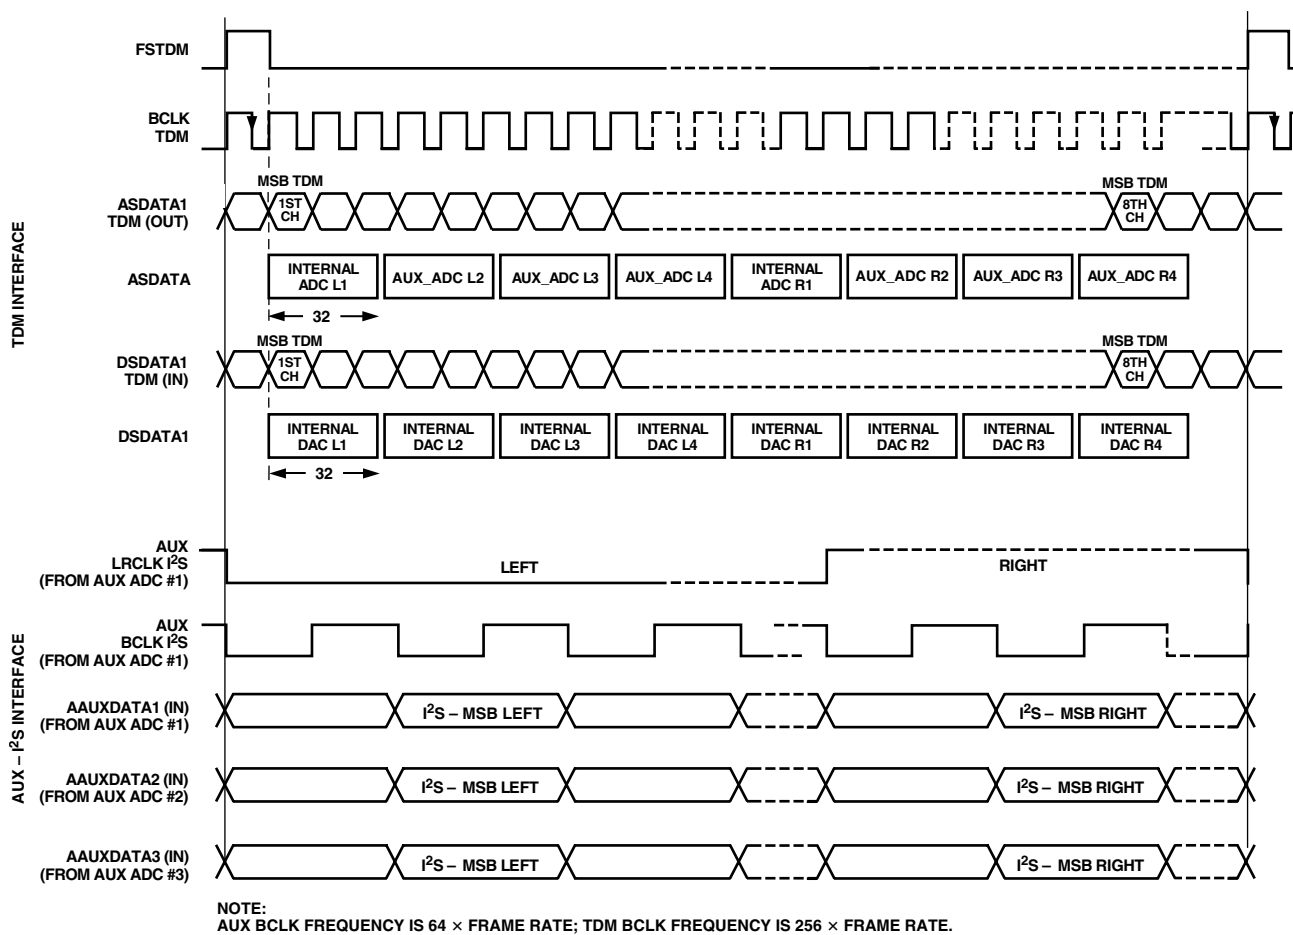 FSTDM
BCLK
TDM
MSB TDM
MSB TDM
ASDATA1
TDM (OUT)
1ST
CH
8TH
CH
ASDATA
INTERNAL
ADC L1
AUX_ADC L2
AUX_ADC L3
AUX_ADC L4
INTERNAL
ADC R1
AUX_ADC R2
AUX_ADC R3
AUX_ADC R4
32
TDM INTERFACE
MSB TDM
MSB TDM
DSDATA1
TDM (IN)
1ST
CH
8TH
CH
DSDATA1
INTERNAL
DAC L1
INTERNAL
DAC L2
INTERNAL
DAC L3
INTERNAL
DAC L4
INTERNAL
DAC R1
INTERNAL
DAC R2
INTERNAL
DAC R3
INTERNAL
DAC R4
32
AUX
LRCLK I²S
(FROM AUX ADC #1)
LEFT
RIGHT
AUX
BCLK I²S
(FROM AUX ADC #1)
AUX – I²S INTERFACE
AAUXDATA1 (IN)
(FROM AUX ADC #1)
I²S – MSB LEFT
I²S – MSB RIGHT
AAUXDATA2 (IN)
(FROM AUX ADC #2)
I²S – MSB LEFT
I²S – MSB RIGHT
AAUXDATA3 (IN)
(FROM AUX ADC #3)
I²S – MSB LEFT
I²S – MSB RIGHT
NOTE:
AUX BCLK FREQUENCY IS 64 × FRAME RATE; TDM BCLK FREQUENCY IS 256 × FRAME RATE.